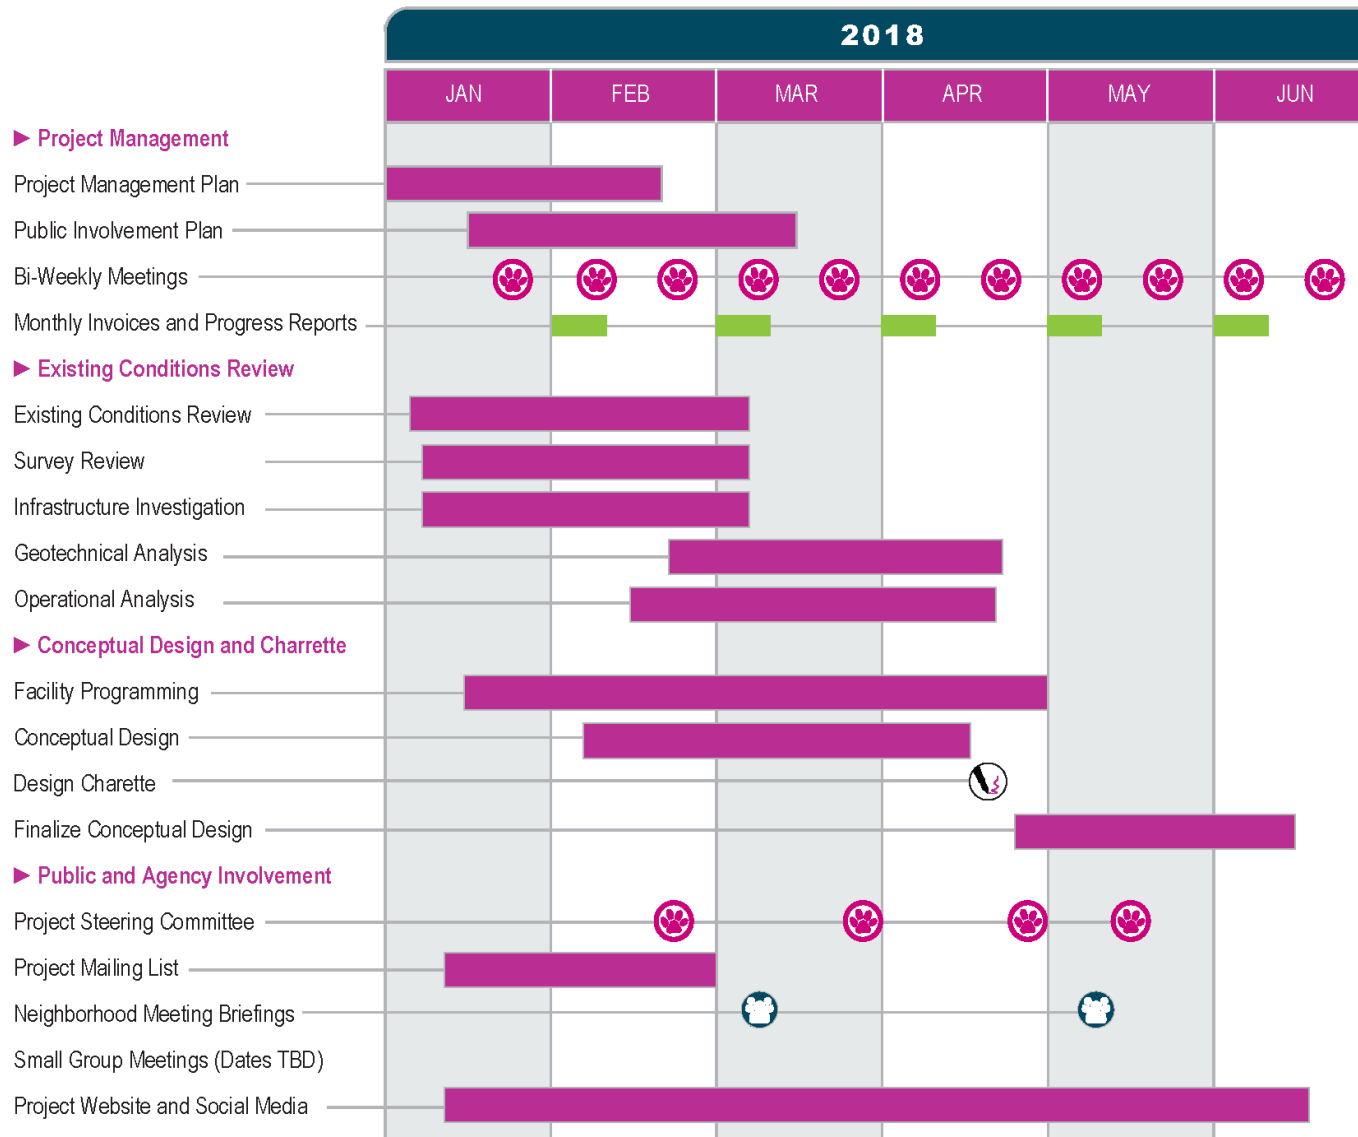 2018
JAN FEB MAR APR MAY JUN
► Project Management
Project Management Plan
Public Involvement Plan
Bi-Weekly Meetings
Monthly Invoices and Progress Reports
► Existing Conditions Review
Existing Conditions Review
Survey Review
Infrastructure Investigation
Geotechnical Analysis
Operational Analysis
► Conceptual Design and Charrette
Facility Programming
Conceptual Design
Design Charette
Finalize Conceptual Design
► Public and Agency Involvement
Project Steering Committee
Project Mailing List
Neighborhood Meeting Briefings
Small Group Meetings (Dates TBD)
Project Website and Social Media